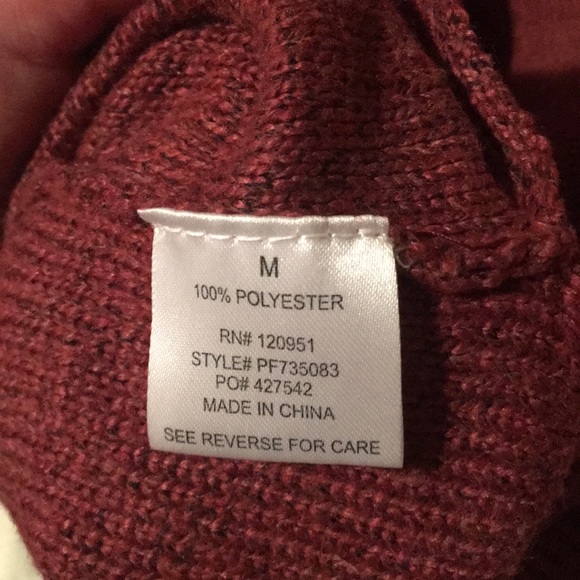 M
100% POLYESTER
RN# 120951
STYLE# PF735083
PO# 427542
MADE IN CHINA
SEE REVERSE FOR CARE